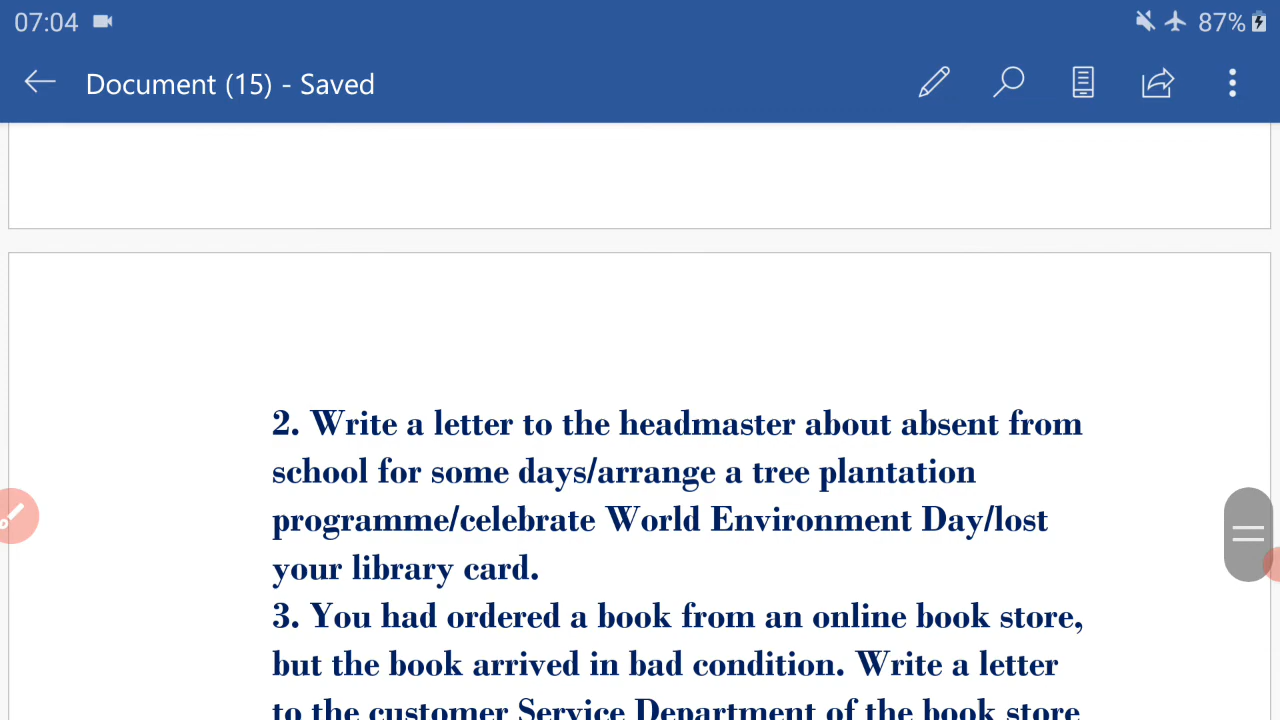 07:04
87%
Document (15) - Saved
2. Write a letter to the headmaster about absent from
school for some days/arrange a tree plantation
programme/celebrate World Environment Day/lost
your library card.
3. You had ordered a book from an online book store,
but the book arrived in bad condition. Write a letter
to the customer Service Department of the book store